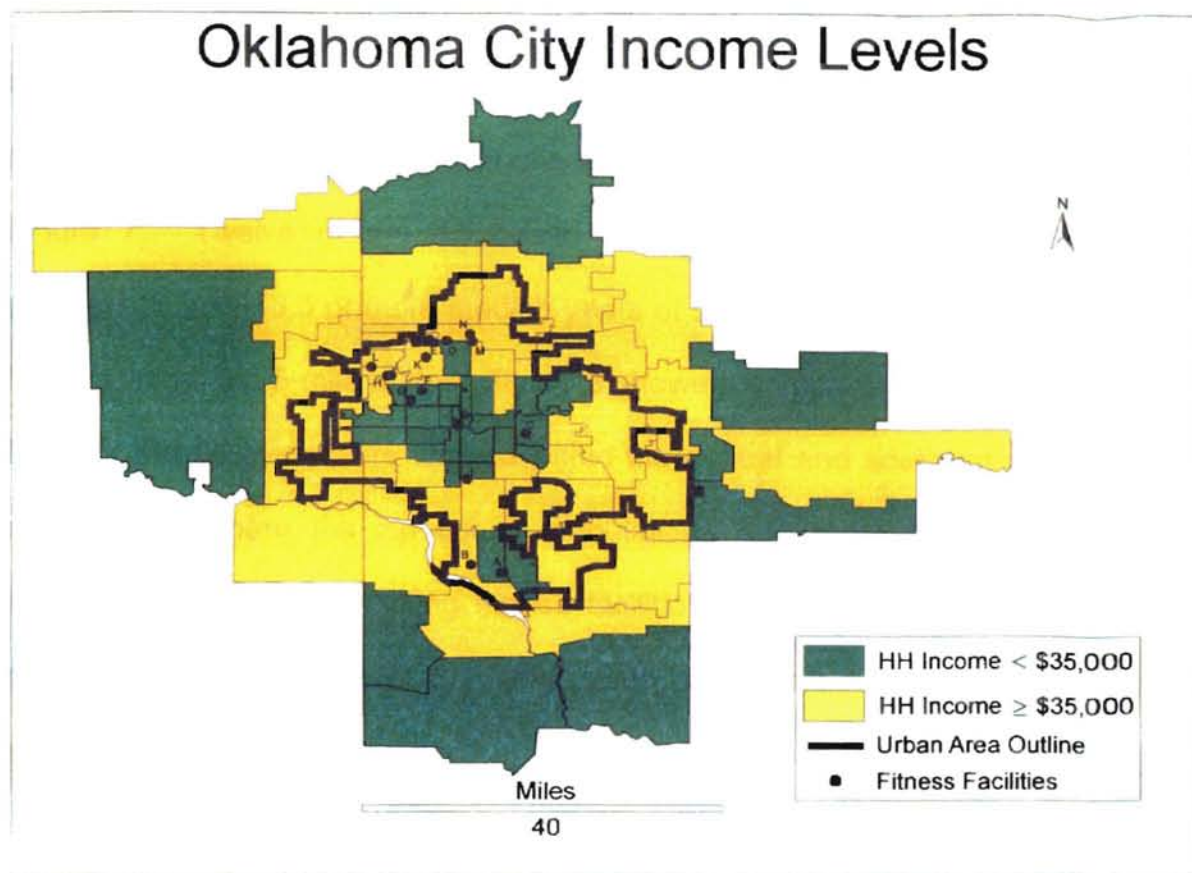 Oklahoma City Income Levels
N
N
M
O
K
L
H
B
A
HH Income < $35,000
HH Income ≥ $35,000
Urban Area Outline
Fitness Facilities
Miles
40